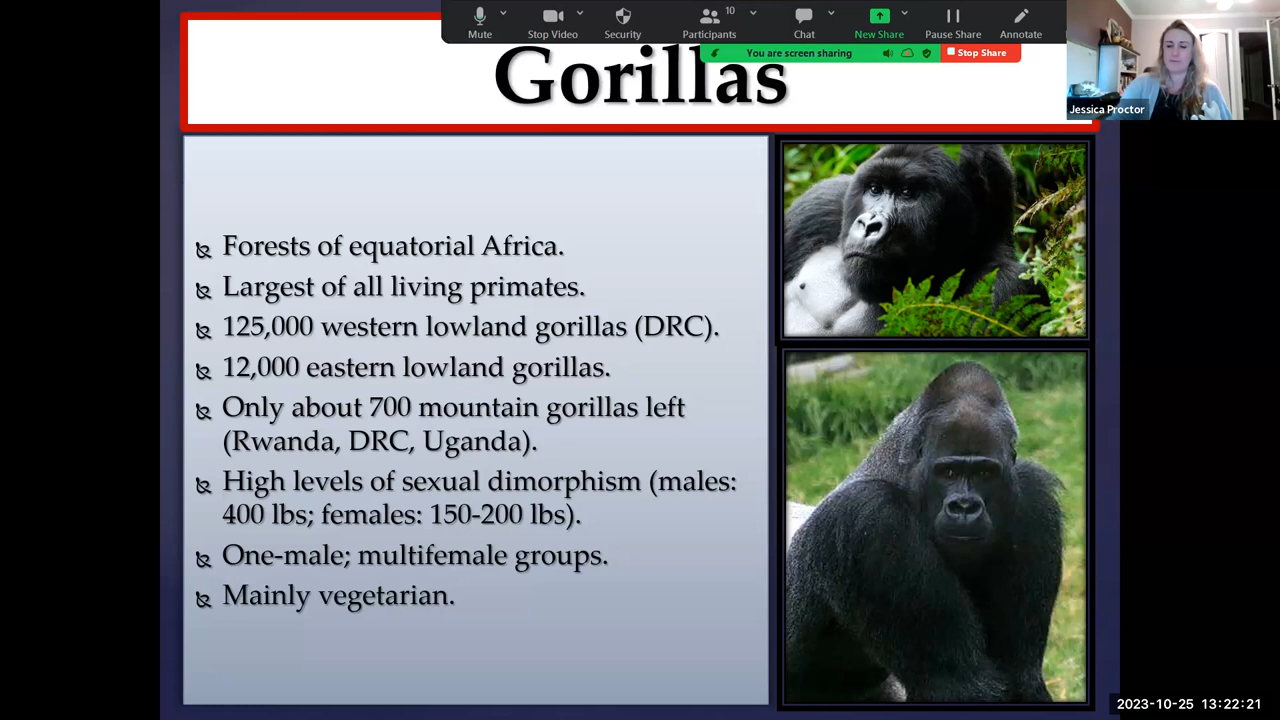 10
Mute
Stop Video
Security
Participants
Chat
New Share
Pause Share
Annotate
You are screen sharing
Stop Share
Jessica Proctor
Gorillas
Forests of equatorial Africa.
Largest of all living primates.
125,000 western lowland gorillas (DRC).
12,000 eastern lowland gorillas.
Only about 700 mountain gorillas left
(Rwanda, DRC, Uganda).
High levels of sexual dimorphism (males:
400 lbs; females: 150-200 lbs).
One-male; multifemale groups.
Mainly vegetarian.
2023-10-25 13:22:21